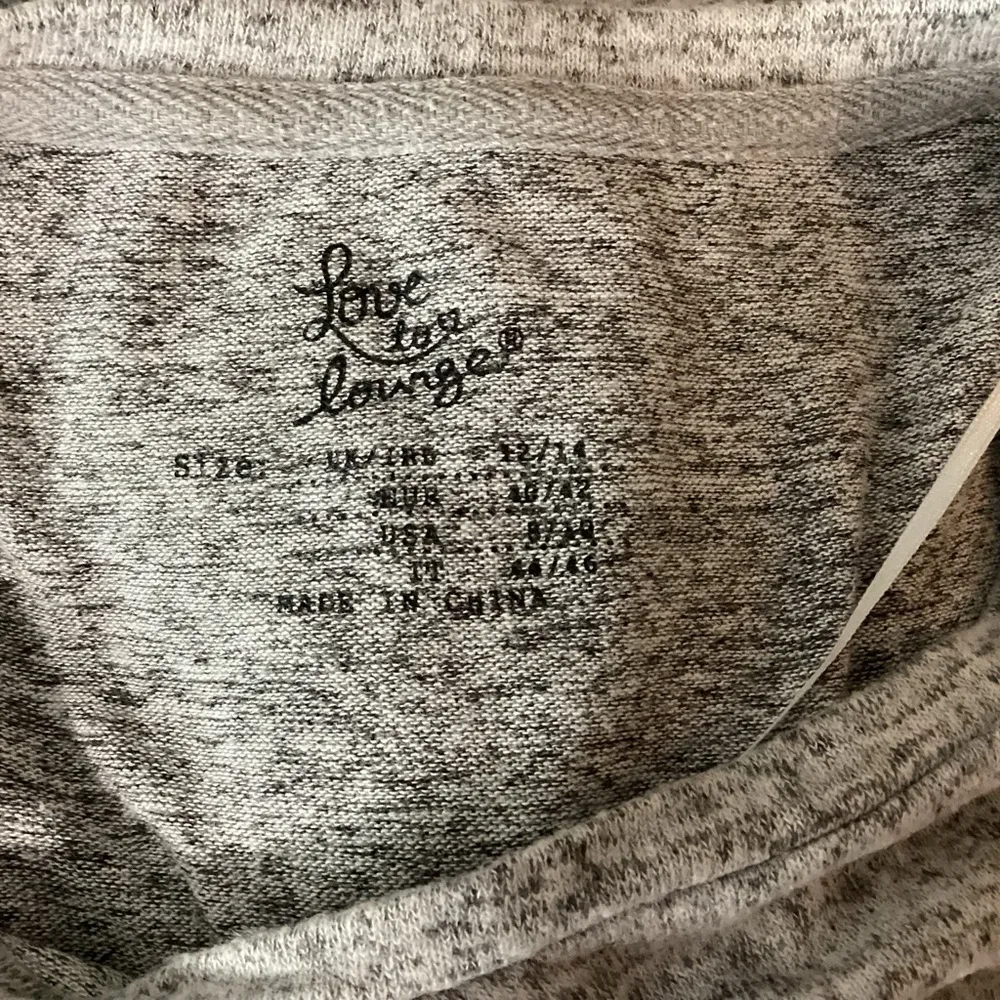 Love
to
lounge®
Size: UK/IRL 12/14
EUR 40/42
USA 8/10
IT 44/46
MADE IN CHINA